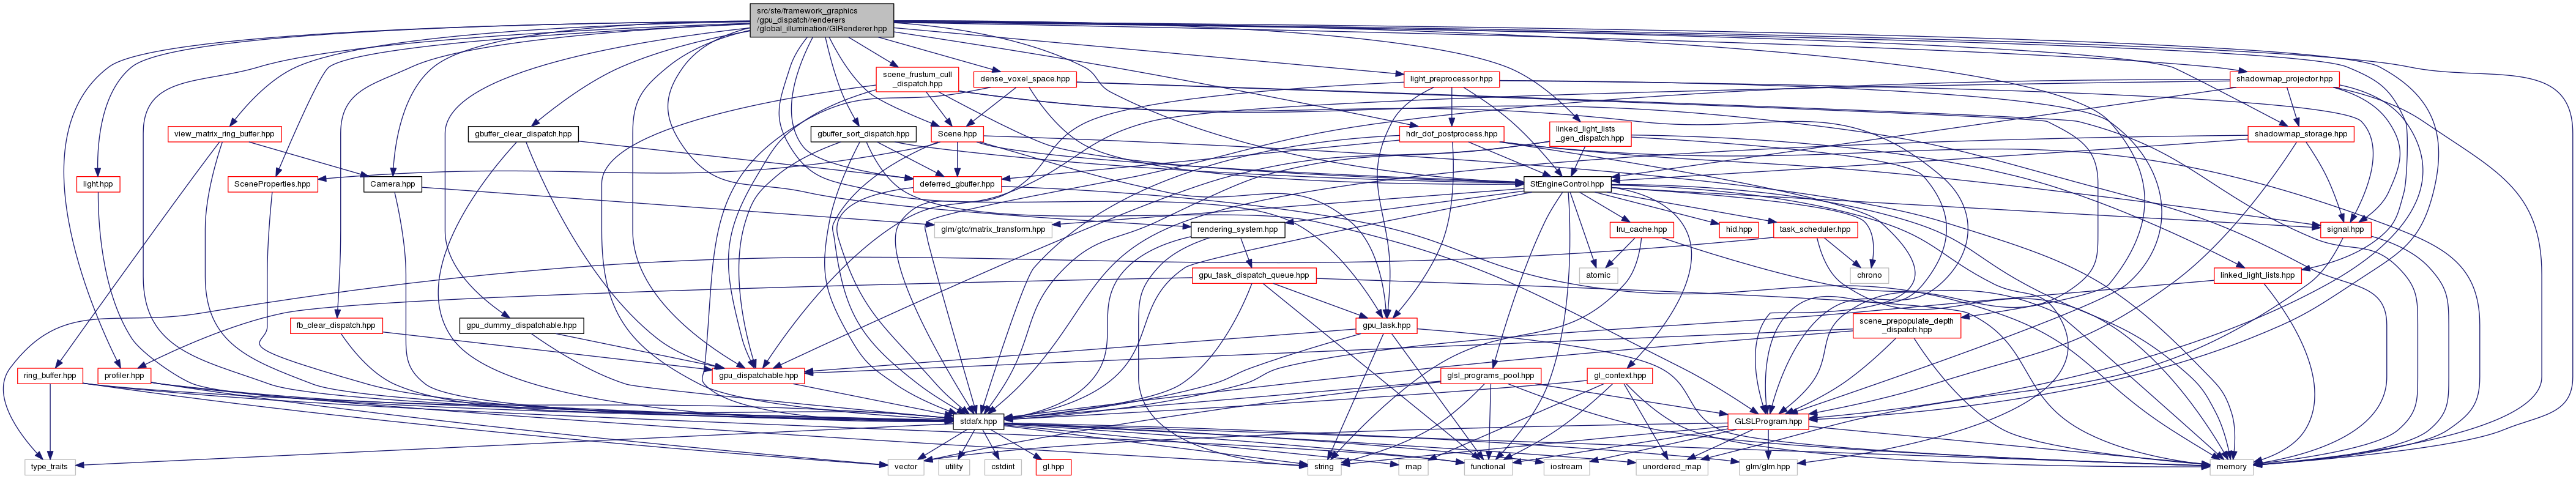 src/ste/framework_graphics
/gpu_dispatch/renderers
/global_illumination/GIRenderer.hpp
scene_frustum_cull
_dispatch.hpp
dense_voxel_space.hpp
light_preprocessor.hpp
shadowmap_projector.hpp
view_matrix_ring_buffer.hpp
gbuffer_clear_dispatch.hpp
gbuffer_sort_dispatch.hpp
Scene.hpp
hdr_dof_postprocess.hpp
linked_light_lists
_gen_dispatch.hpp
shadowmap_storage.hpp
light.hpp
SceneProperties.hpp
Camera.hpp
deferred_gbuffer.hpp
StEngineControl.hpp
glm/gtc/matrix_transform.hpp
rendering_system.hpp
lru_cache.hpp
hid.hpp
task_scheduler.hpp
signal.hpp
gpu_task_dispatch_queue.hpp
atomic
chrono
linked_light_lists.hpp
fb_clear_dispatch.hpp
gpu_dummy_dispatchable.hpp
gpu_task.hpp
scene_prepopulate_depth
_dispatch.hpp
ring_buffer.hpp
profiler.hpp
gpu_dispatchable.hpp
glsl_programs_pool.hpp
gl_context.hpp
stdafx.hpp
GLSLProgram.hpp
type_traits
vector
utility
cstdint
gl.hpp
string
map
functional
iostream
unordered_map
glm/glm.hpp
memory